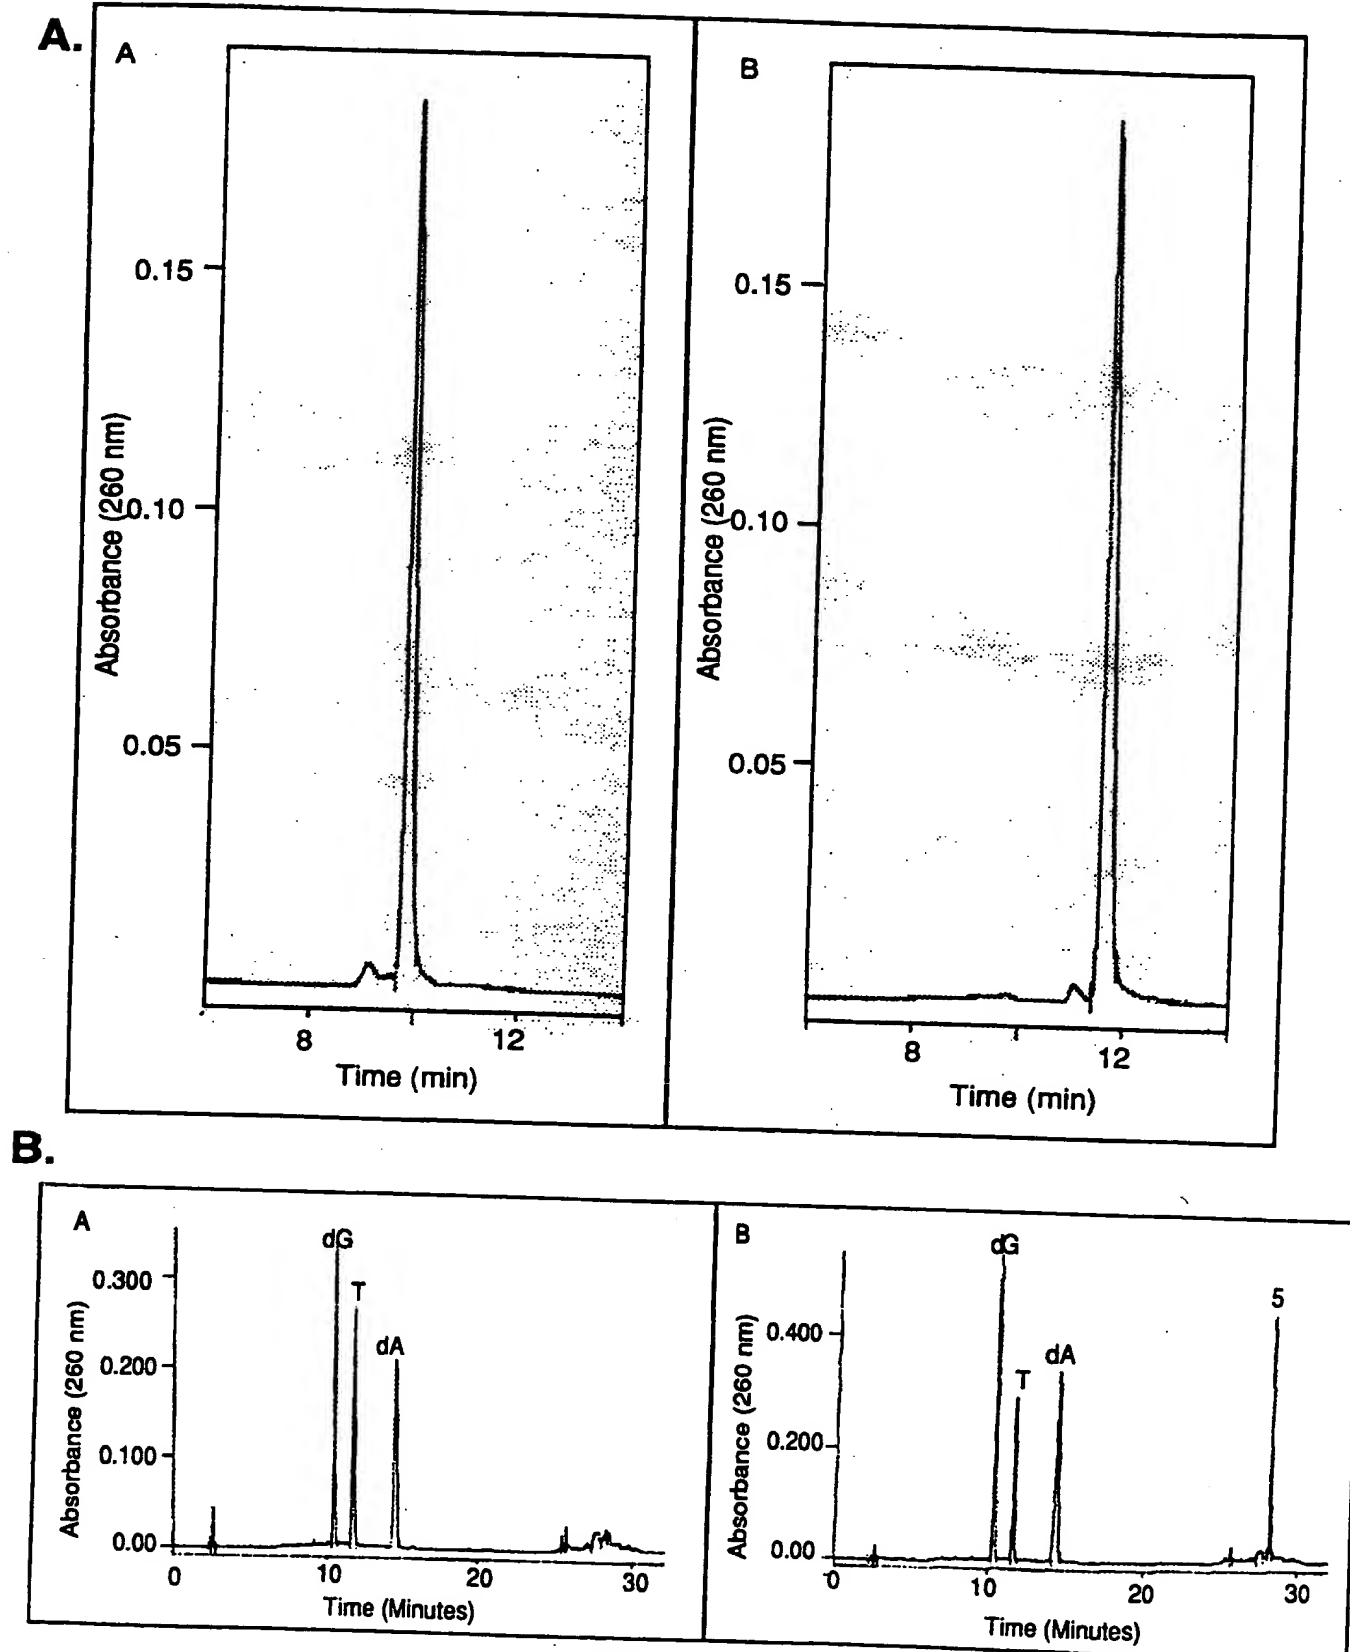 A.
A
B
0.15
0.10
0.05
Absorbance (260 nm)
8
12
Time (min)
0.15
0.10
0.05
Absorbance (260 nm)
8
12
Time (min)
B.
A
dG
T
dA
0.300
0.200
0.100
0.00
Absorbance (260 nm)
0
10
20
30
Time (Minutes)
B
dG
T
dA
5
0.400
0.200
0.00
Absorbance (260 nm)
0
10
20
30
Time (Minutes)